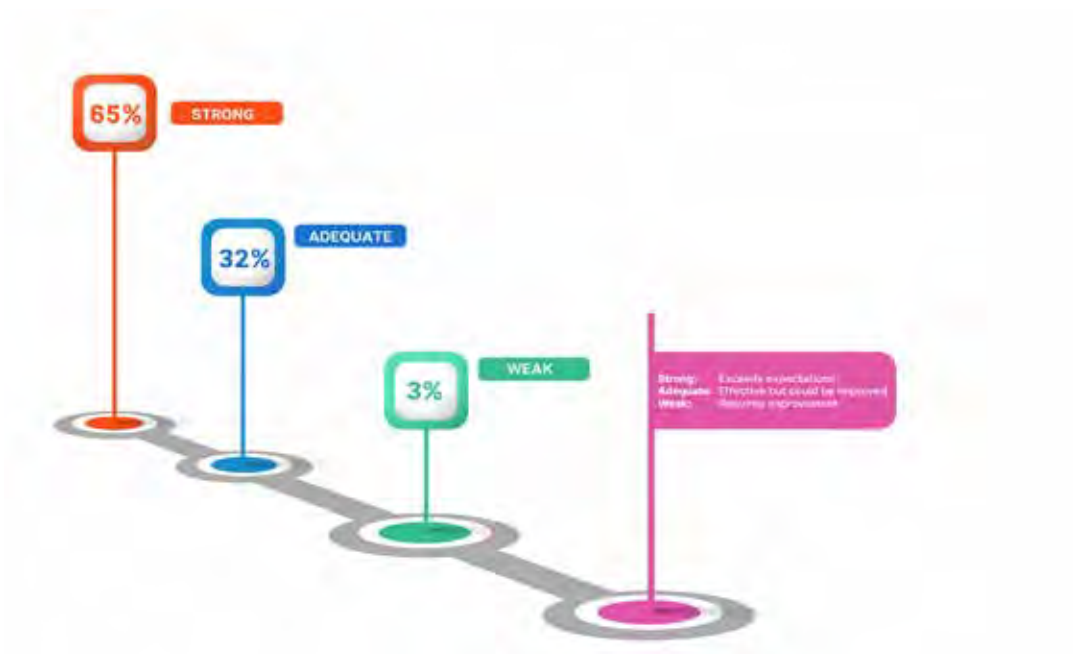 65%
STRONG
32%
ADEQUATE
3%
WEAK
Strong: Exceeds expectations
Adequate: Effective but could be improved
Weak: Requires improvement